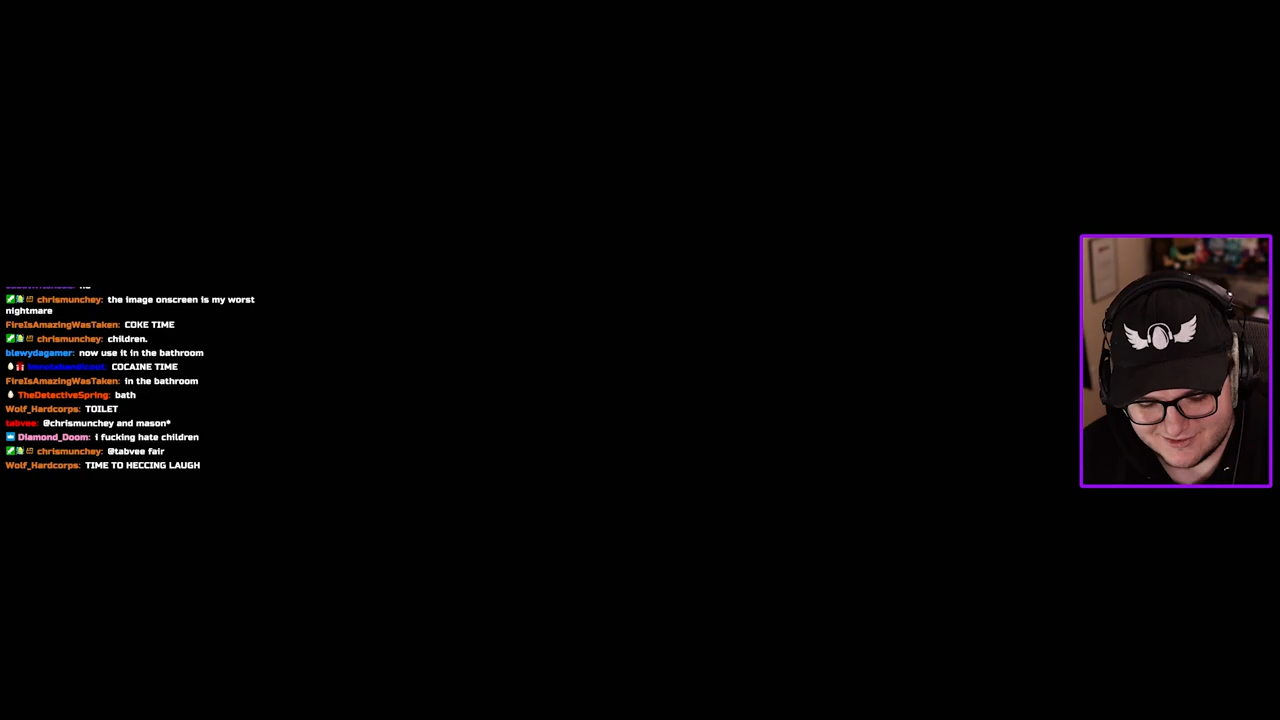 chrismunchey: the image onscreen is my worst
nightmare
FireIsAmazingWasTaken: COKE TIME
chrismunchey: children.
blewydagamer: now use it in the bathroom
COCAINE TIME
FireIsAmazingWasTaken: in the bathroom
TheDetectiveSpring: bath
Wolf_Hardcorps: TOILET
tabvee: @chrismunchey and mason*
Diamond_Doom: i fucking hate children
chrismunchey: @tabvee fair
Wolf_Hardcorps: TIME TO HECCING LAUGH